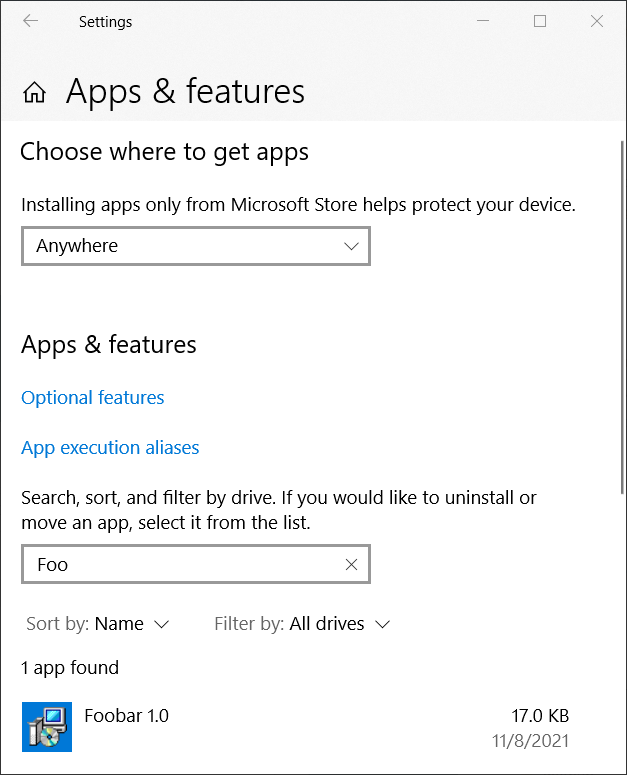 Settings
Apps & features
Choose where to get apps
Installing apps only from Microsoft Store helps protect your device.
Anywhere
Apps & features
Optional features
App execution aliases
Search, sort, and filter by drive. If you would like to uninstall or
move an app, select it from the list.
Foo
Sort by: Name Filter by: All drives
1 app found
Foobar 1.0 17.0 KB
11/8/2021